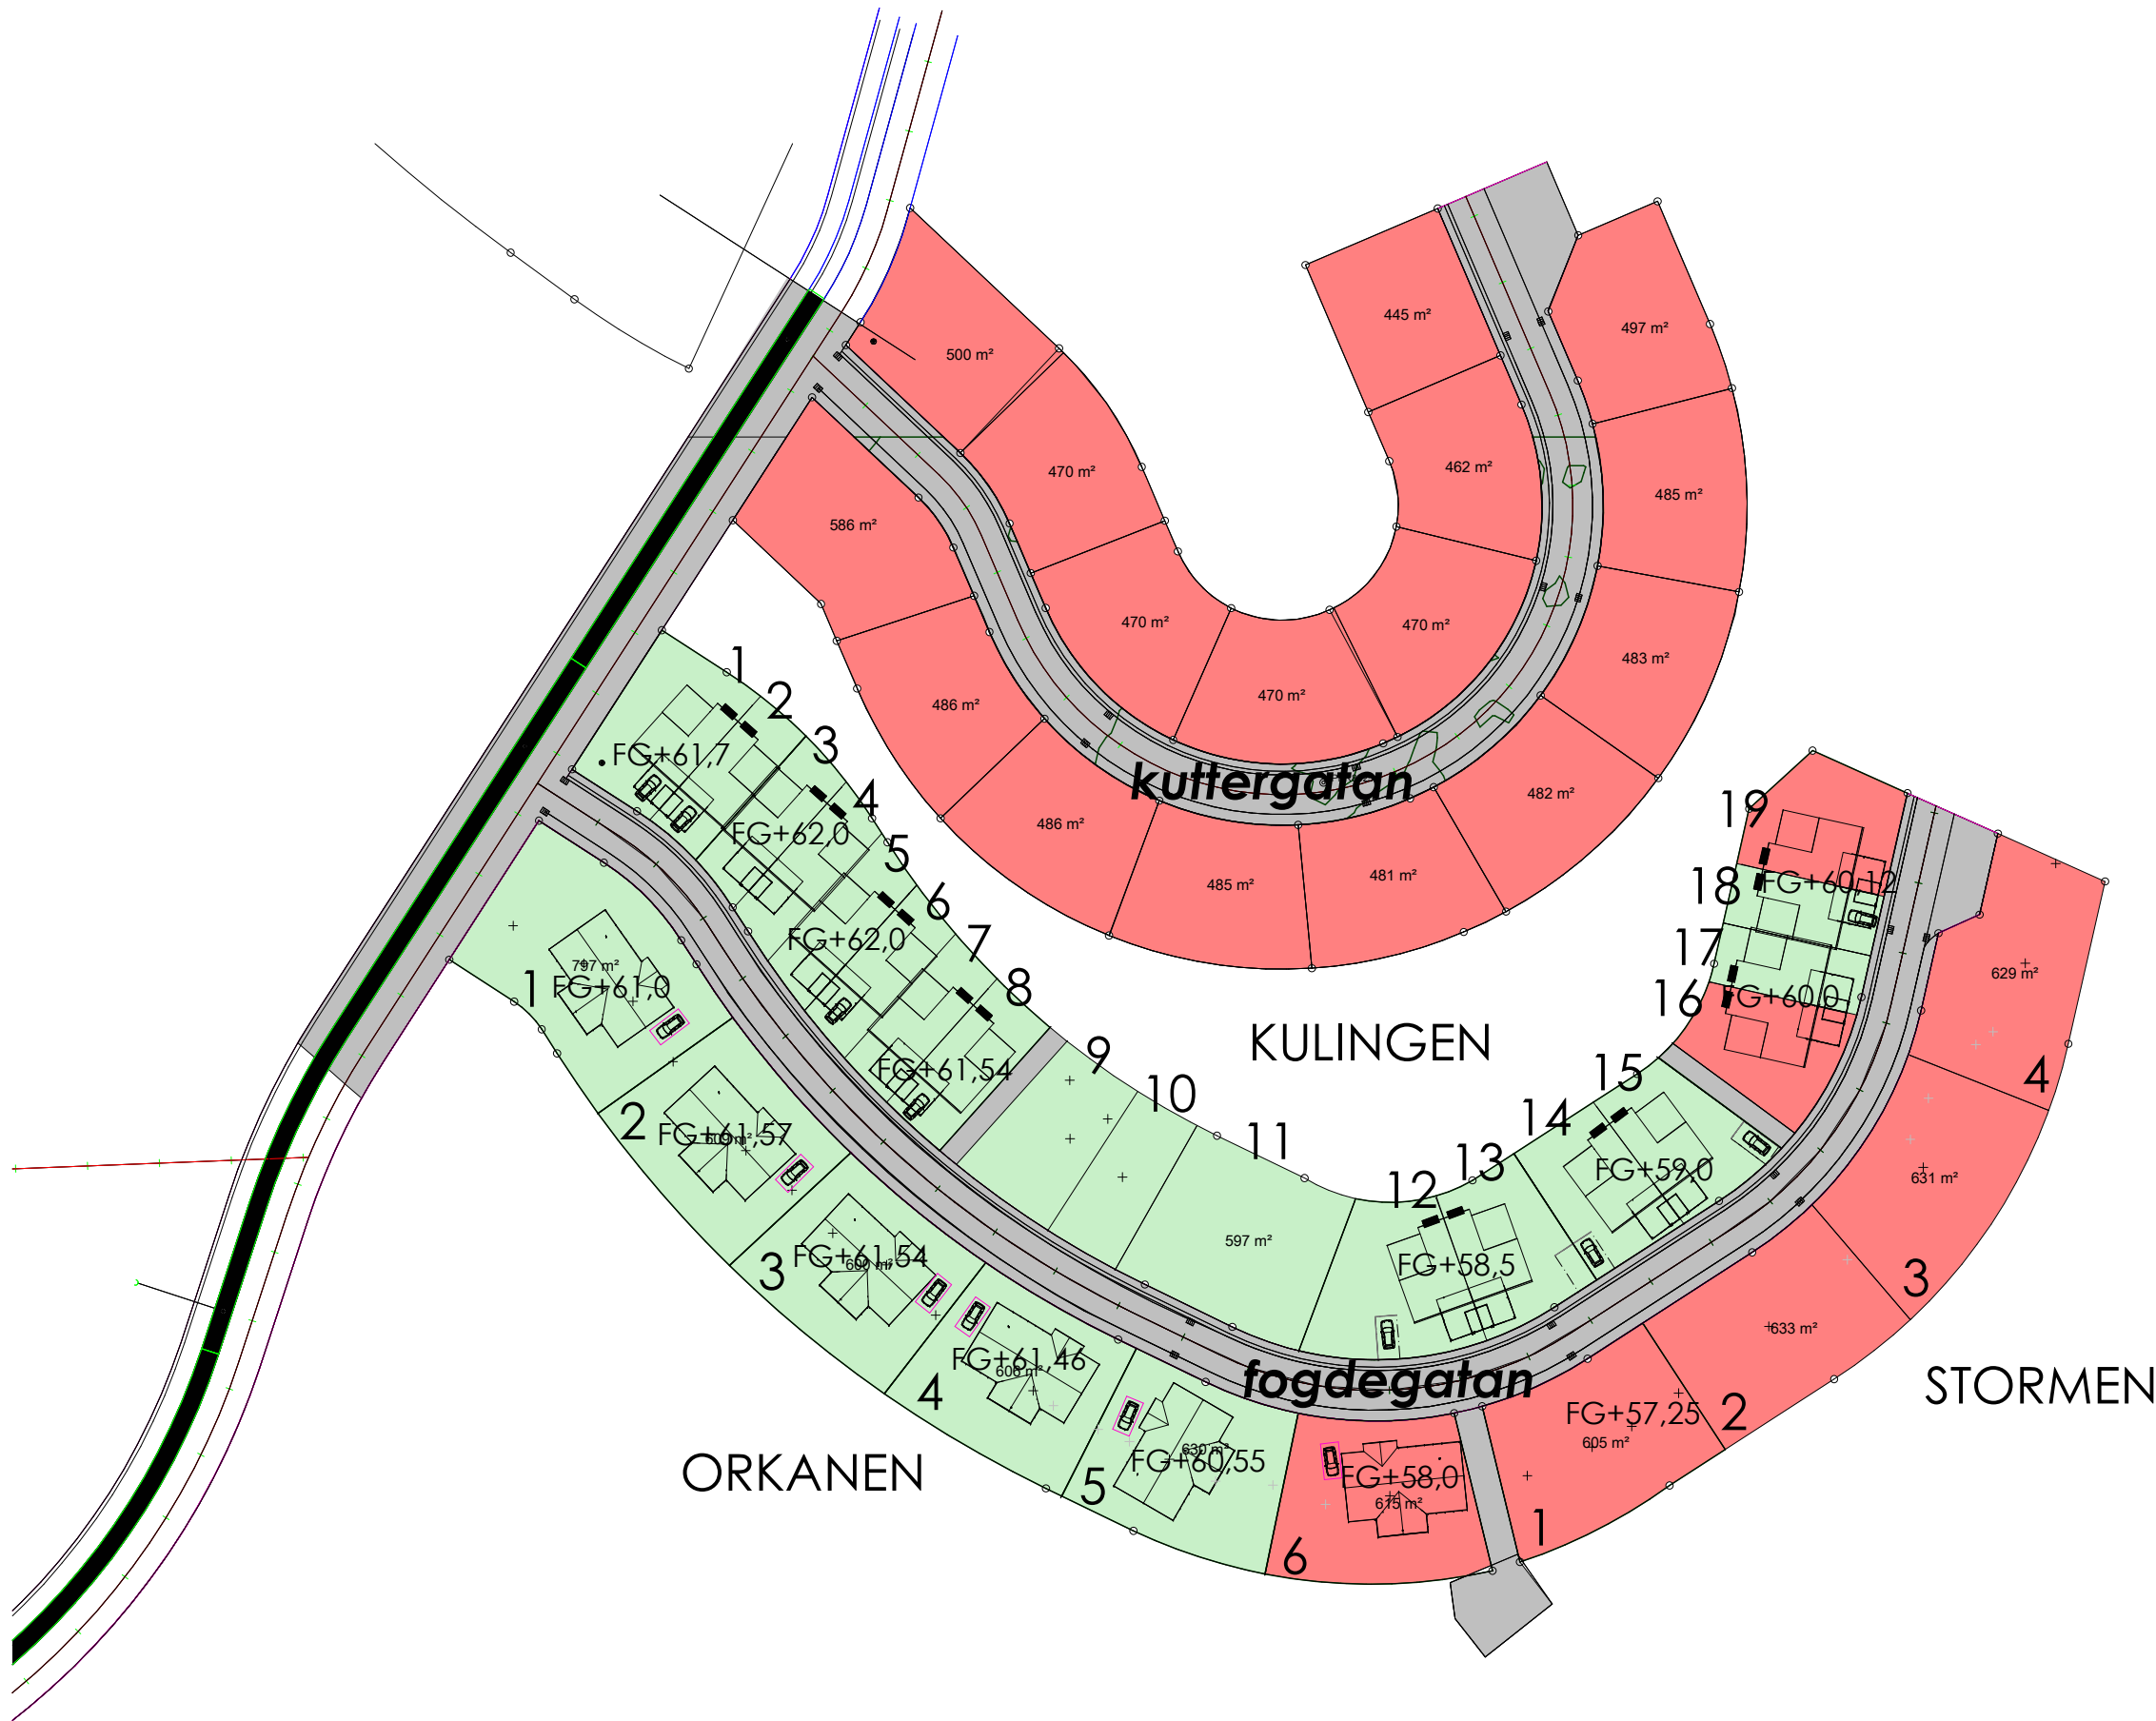 445 m²
497 m²
500 m²
470 m²
462 m²
485 m²
586 m²
470 m²
470 m²
483 m²
486 m²
470 m²
kuttergatan
482 m²
486 m²
485 m²
481 m²
1
2
3
4
5
6
7
8
9
10
11
12
13
14
15
16
17
18
19
FG+61,7
FG+62,0
FG+62,0
FG+61,54
597 m²
FG+58,5
FG+59,0
FG+60,0
FG+60,12
KULINGEN
fogdegatan
1
797 m²
FG+61,0
2
FG+61,57
609 m²
3
FG+61,54
600 m²
4
FG+61,46
606 m²
5
630 m²
FG+60,55
6
FG+58,0
615 m²
ORKANEN
1
FG+57,25
605 m²
2
633 m²
3
631 m²
4
629 m²
STORMEN